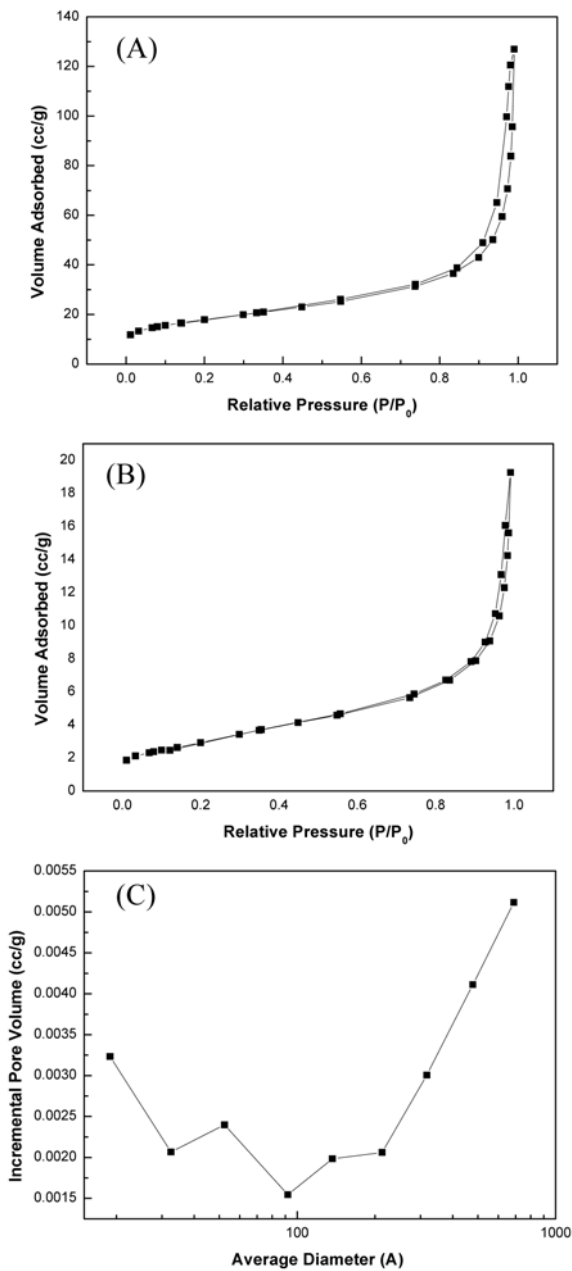 (A)
Volume Adsorbed (cc/g)
140
120
100
80
60
40
20
0
0.0 0.2 0.4 0.6 0.8 1.0
Relative Pressure (P/P₀)
(B)
Volume Adsorbed (cc/g)
20
18
16
14
12
10
8
6
4
2
0
0.0 0.2 0.4 0.6 0.8 1.0
Relative Pressure (P/P₀)
(C)
Incremental Pore Volume (cc/g)
0.0055
0.0050
0.0045
0.0040
0.0035
0.0030
0.0025
0.0020
0.0015
100 1000
Average Diameter (A)